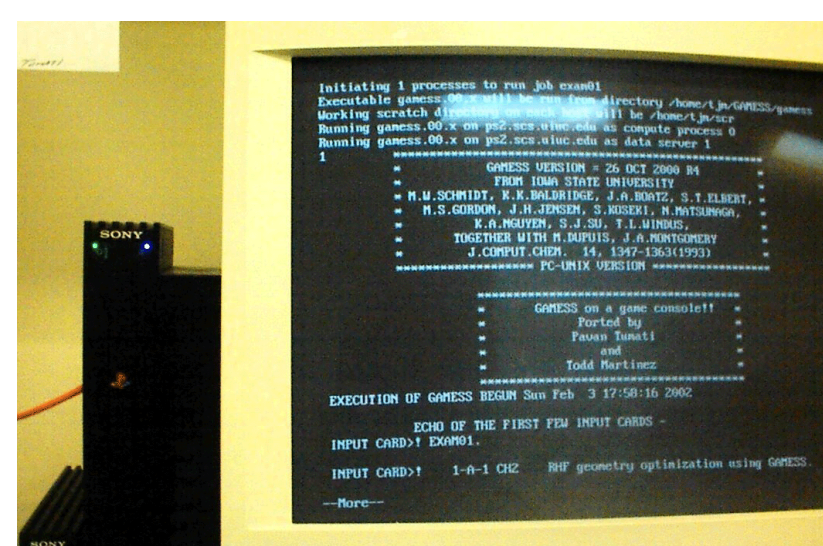 SONY
SONY
Initiating 1 processes to run job exam01
Executable gamess.00.x will be run from directory /home/tjm/GAMESS/gamess
Working scratch directory on each host will be /home/tjm/scr
Running gamess.00.x on ps2.scs.uiuc.edu as compute process 0
Running gamess.00.x on ps2.scs.uiuc.edu as data server 1
1 ******************************************************
* GAMESS VERSION = 26 OCT 2000 R4 *
* FROM IOWA STATE UNIVERSITY *
* M.W.SCHMIDT, K.K.BALDRIDGE, J.A.BOATZ, S.T.ELBERT, *
* M.S.GORDON, J.H.JENSEN, S.KOSEKI, N.MATSUNAGA, *
* K.A.NGUYEN, S.J.SU, T.L.WINDUS, *
* TOGETHER WITH M.DUPUIS, J.A.MONTGOMERY *
* J.COMPUT.CHEM. 14, 1347-1363(1993) *
******************* PC-UNIX VERSION ****************
**************************************
* GAMESS on a game console!! *
* Ported by *
* Pavan Tumati *
* and *
* Todd Martinez *
**************************************
EXECUTION OF GAMESS BEGUN Sun Feb 3 17:58:16 2002
ECHO OF THE FIRST FEW INPUT CARDS -
INPUT CARD>! EXAM01.
INPUT CARD>! 1-A-1 CH2 RHF geometry optimization using GAMESS.
--More--